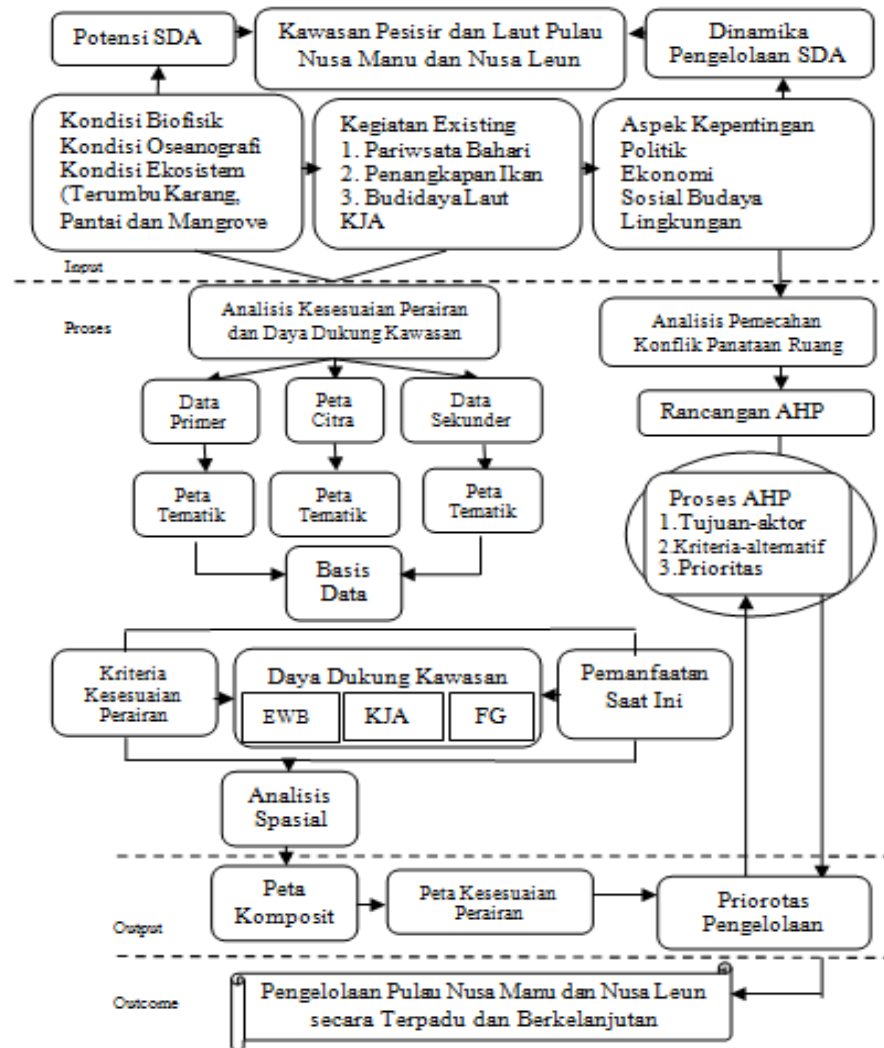 Potensi SDA
Kawasan Pesisir dan Laut Pulau
Nusa Manu dan Nusa Leun
Dinamika
Pengelolaan SDA
Kondisi Biofisik
Kondisi Oseanografi
Kondisi Ekosistem
(Terumbu Karang,
Pantai dan Mangrove
Kegiatan Existing
1. Pariwsata Bahari
2. Penangkapan Ikan
3. Budidaya Laut
KJA
Aspek Kepentingan
Politik
Ekonomi
Sosial Budaya
Lingkungan
Input
Proses
Analisis Kesesuaian Perairan
dan Daya Dukung Kawasan
Analisis Pemecahan
Konflik Panataan Ruang
Data
Primer
Peta
Citra
Data
Sekunder
Rancangan AHP
Peta
Tematik
Peta
Tematik
Peta
Tematik
Proses AHP
1.Tujuan-aktor
2.Kriteria-alternatif
3.Prioritas
Basis
Data
Kriteria
Kesesuaian
Perairan
Daya Dukung Kawasan
EWB
KJA
FG
Pemanfaatan
Saat Ini
Analisis
Spasial
Peta
Komposit
Peta Kesesuaian
Perairan
Priorotas
Pengelolaan
Output
Outcome
Pengelolaan Pulau Nusa Manu dan Nusa Leun
secara Terpadu dan Berkelanjutan